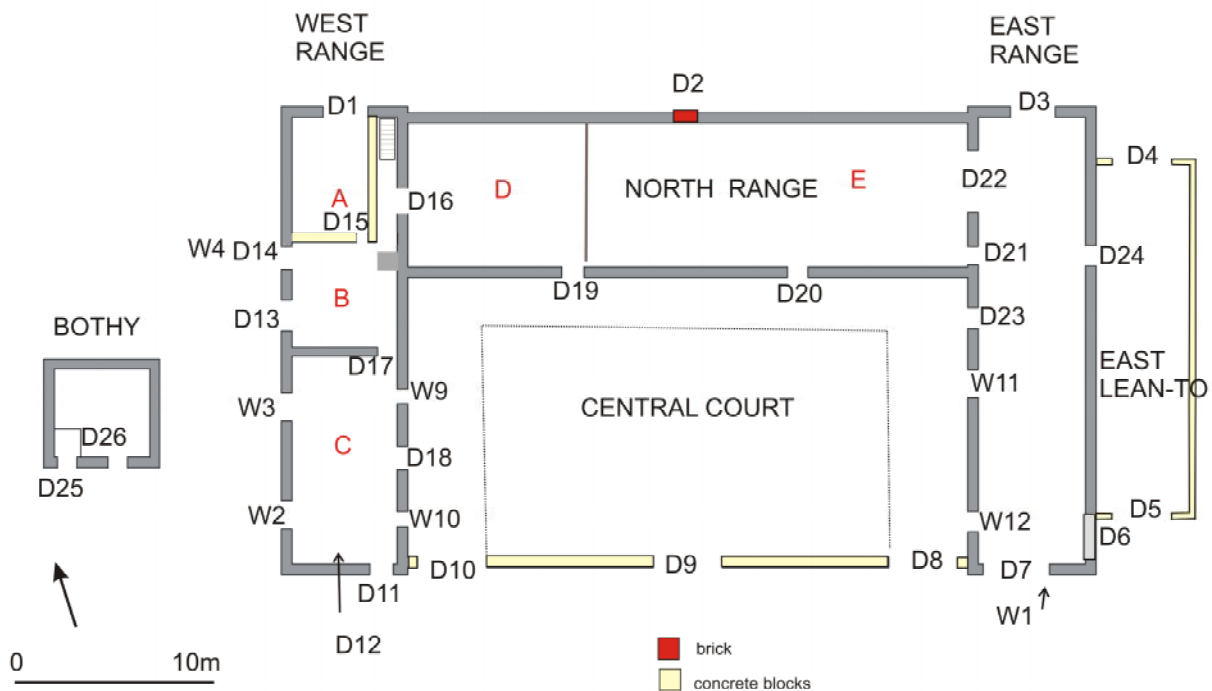 WEST
RANGE
EAST
RANGE
D2
D1
D3
D4
A
D
NORTH RANGE
E
D22
D16
D15
W4 D14
D21
D24
D19
D20
B
D13
D23
BOTHY
D17
EAST
LEAN-TO
W3
W9
W11
CENTRAL COURT
D26
C
D18
D25
W2
W10
W12
D5
D6
D10
D9
D8
D7
D11
W1
D12
0 10m
brick
concrete blocks